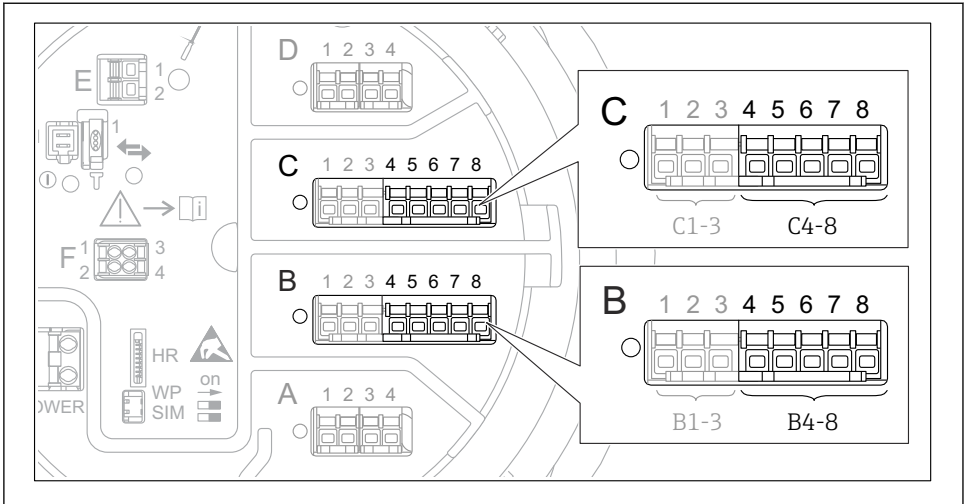 D 1 2 3 4
E 1
2
1
C 1 2 3 4 5 6 7 8
C 1 2 3 4 5 6 7 8
C1-3 C4-8
i
F 1 3
2 4
B 1 2 3 4 5 6 7 8
B 1 2 3 4 5 6 7 8
B1-3 B4-8
HR
on
WP
SIM
OWER
A 1 2 3 4